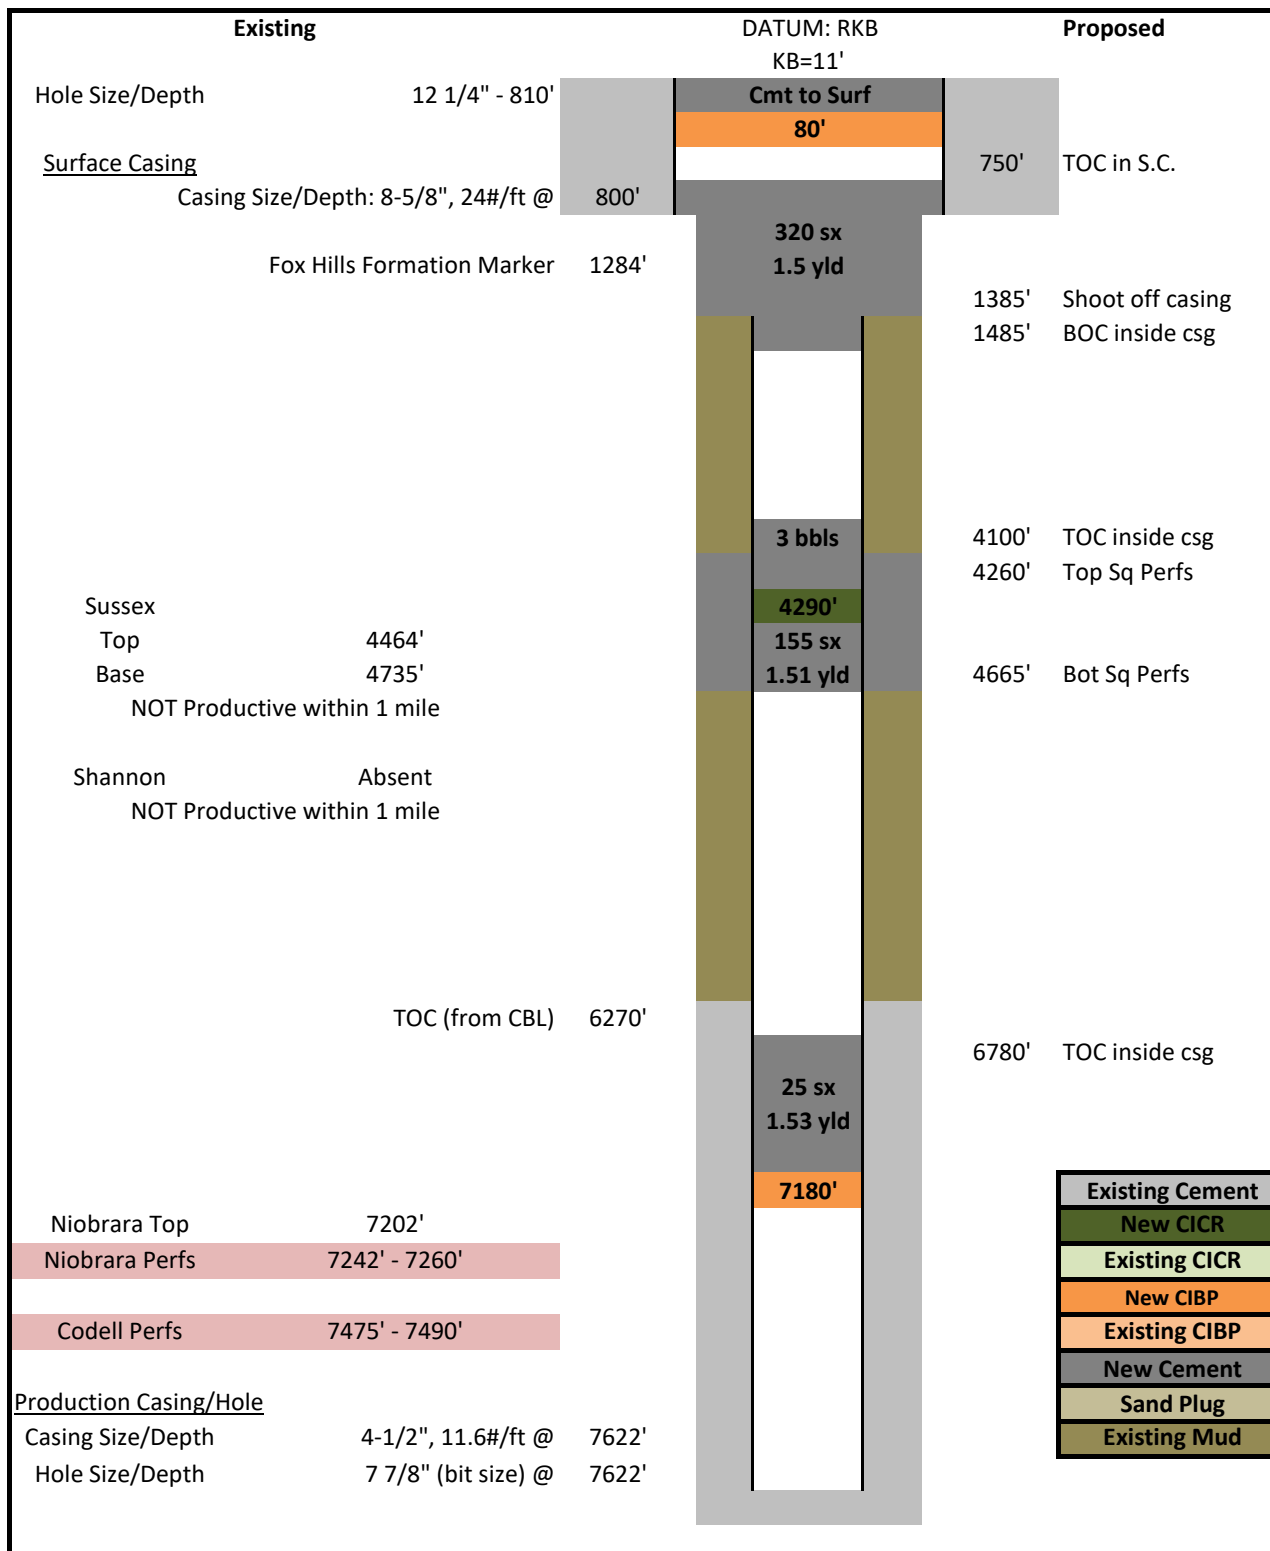 Existing DATUM: RKB Proposed
KB=11'
Hole Size/Depth 12 1/4" - 810' Cmt to Surf
80'
Surface Casing 750' TOC in S.C.
Casing Size/Depth: 8-5/8", 24#/ft @ 800'
320 sx
Fox Hills Formation Marker 1284' 1.5 yld
1385' Shoot off casing
1485' BOC inside csg
3 bbls 4100' TOC inside csg
4260' Top Sq Perfs
Sussex 4290'
Top 4464' 155 sx
Base 4735' 1.51 yld 4665' Bot Sq Perfs
NOT Productive within 1 mile
Shannon Absent
NOT Productive within 1 mile
TOC (from CBL) 6270'
6780' TOC inside csg
25 sx
1.53 yld
7180' Existing Cement
Niobrara Top 7202' New CICR
Niobrara Perfs 7242' - 7260' Existing CICR
New CIBP
Codell Perfs 7475' - 7490' Existing CIBP
New Cement
Production Casing/Hole Sand Plug
Casing Size/Depth 4-1/2", 11.6#/ft @ 7622' Existing Mud
Hole Size/Depth 7 7/8" (bit size) @ 7622'